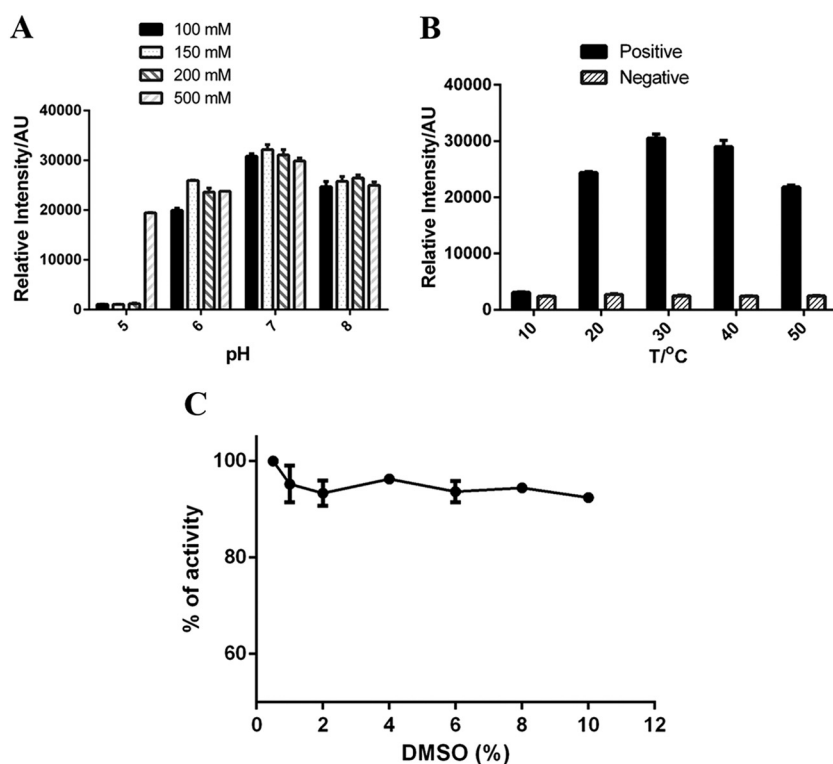 A
100 mM
150 mM
200 mM
500 mM
Relative Intensity/AU
40000
30000
20000
10000
0
5 6 7 8
pH
B
Positive
Negative
Relative Intensity/AU
40000
30000
20000
10000
0
10 20 30 40 50
T/°C
C
% of activity
100
80
60
0 2 4 6 8 10 12
DMSO (%)